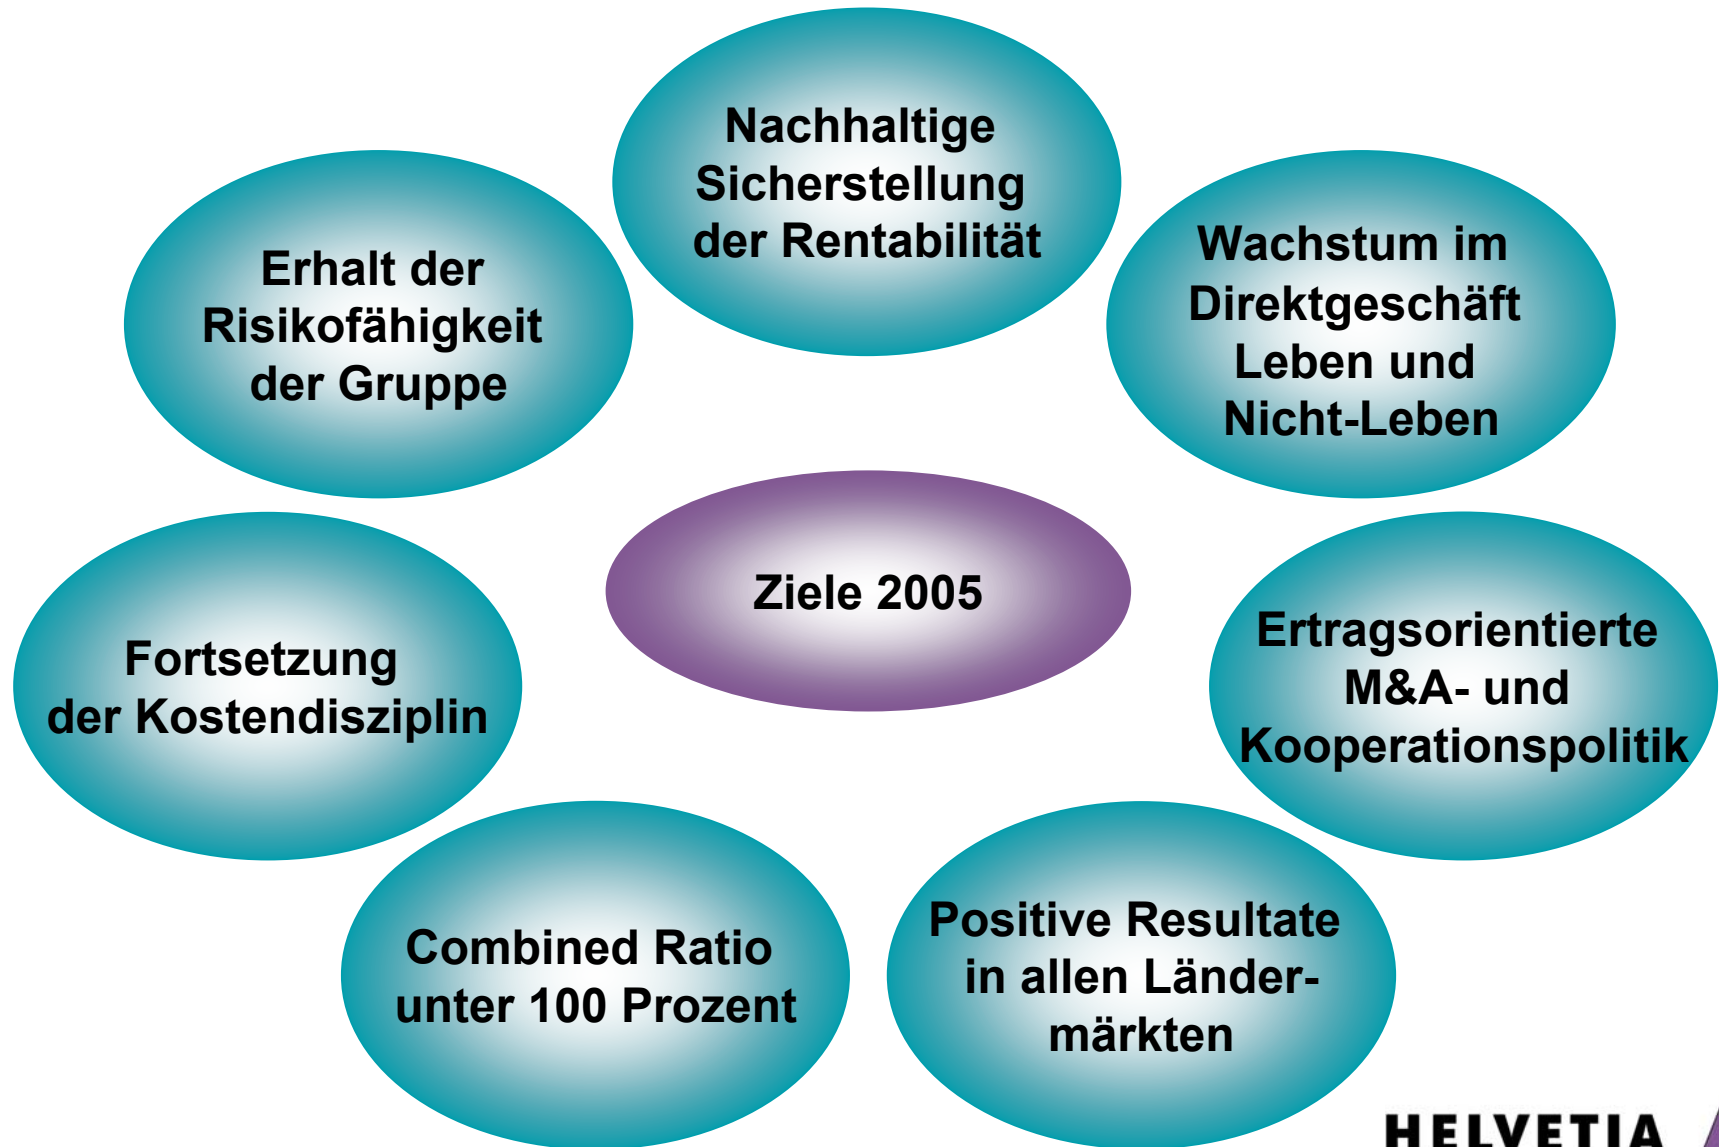 Nachhaltige
Sicherstellung
der Rentabilität
Erhalt der
Risikofähigkeit
der Gruppe
Wachstum im
Direktgeschäft
Leben und
Nicht-Leben
Ziele 2005
Fortsetzung
der Kostendisziplin
Ertragsorientierte
M&A- und
Kooperationspolitik
Combined Ratio
unter 100 Prozent
Positive Resultate
in allen Länder-
märkten
HELVETIA